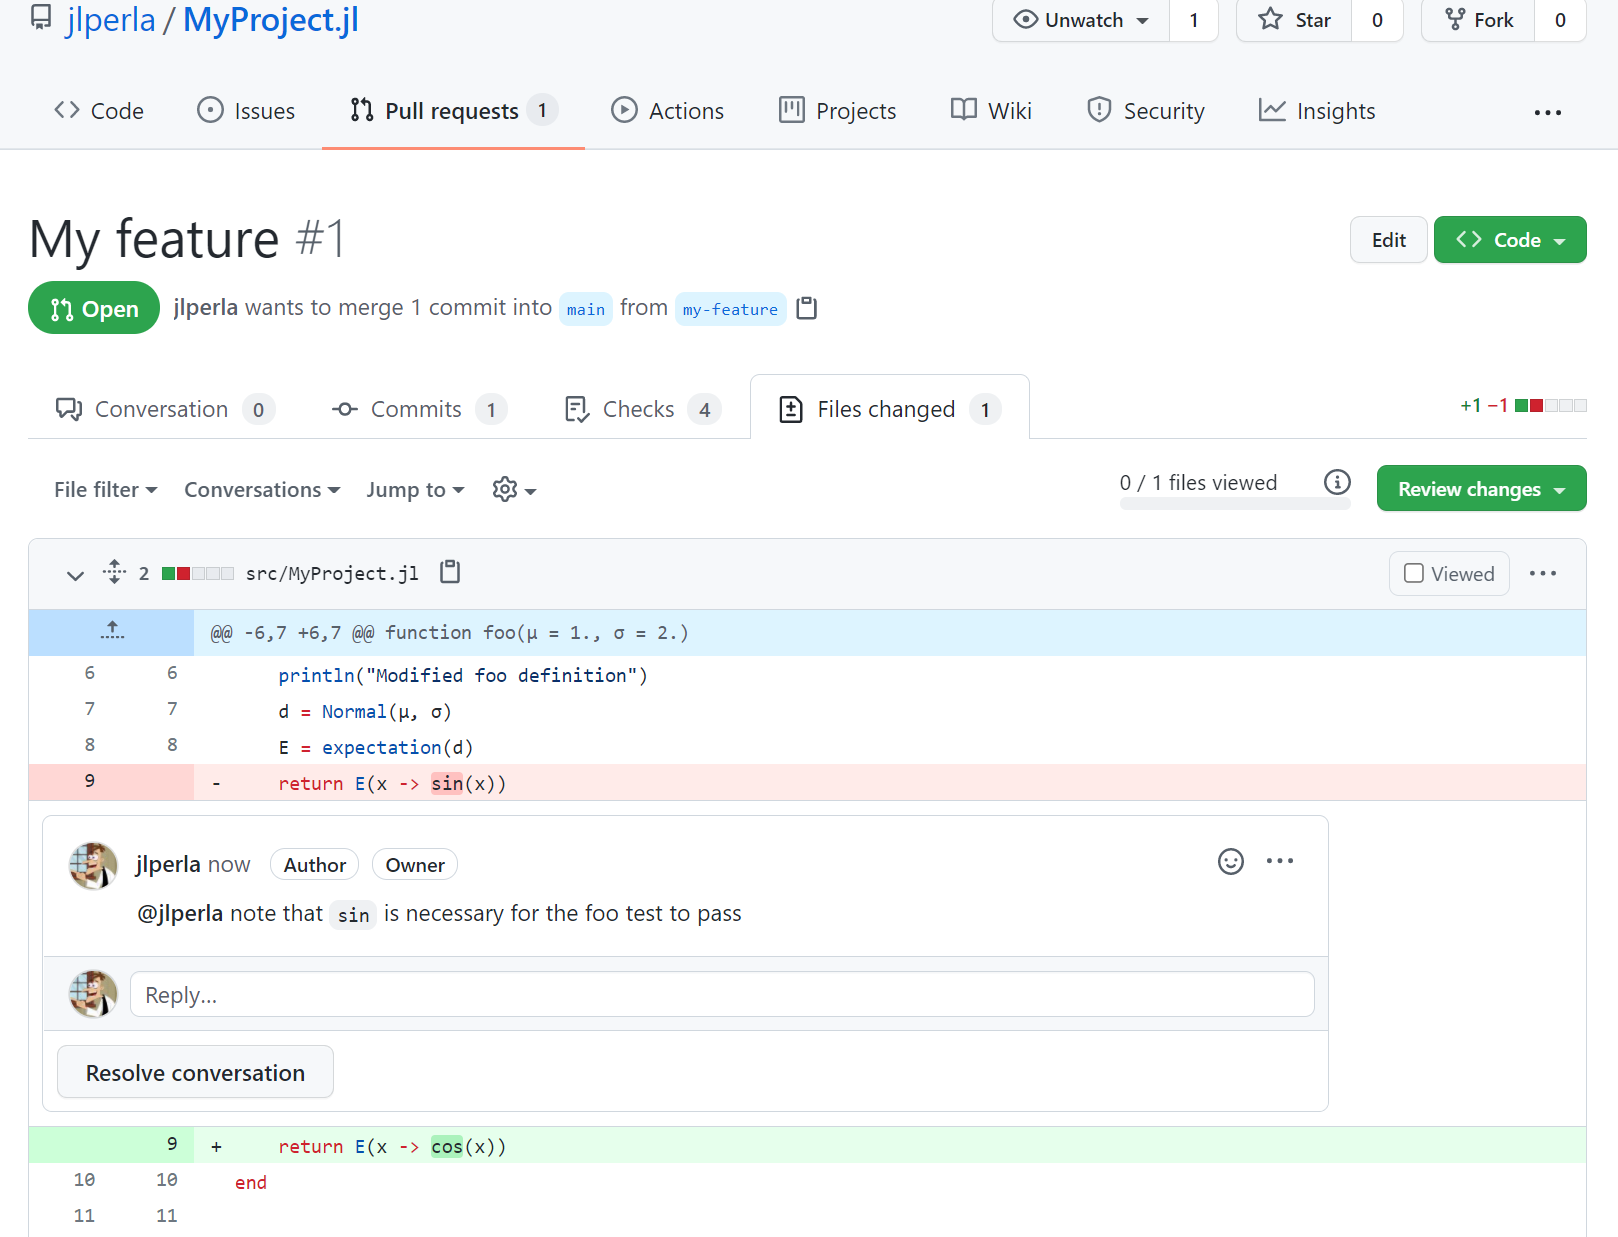 jlperla / MyProject.jl Unwatch 1 Star 0 Fork 0
Code Issues Pull requests 1 Actions Projects Wiki Security Insights ...
My feature #1 Edit Code
Open jlperla wants to merge 1 commit into main from my-feature
Conversation 0 Commits 1 Checks 4 Files changed 1 +1 −1
File filter Conversations Jump to 0 / 1 files viewed Review changes
2 src/MyProject.jl Viewed ...
@@ -6,7 +6,7 @@ function foo(μ = 1., σ = 2.)
6 6 println("Modified foo definition")
7 7 d = Normal(μ, σ)
8 8 E = expectation(d)
9 - return E(x -> sin(x))
jlperla now Author Owner ...
@jlperla note that sin is necessary for the foo test to pass
Reply...
Resolve conversation
9 + return E(x -> cos(x))
10 10 end
11 11